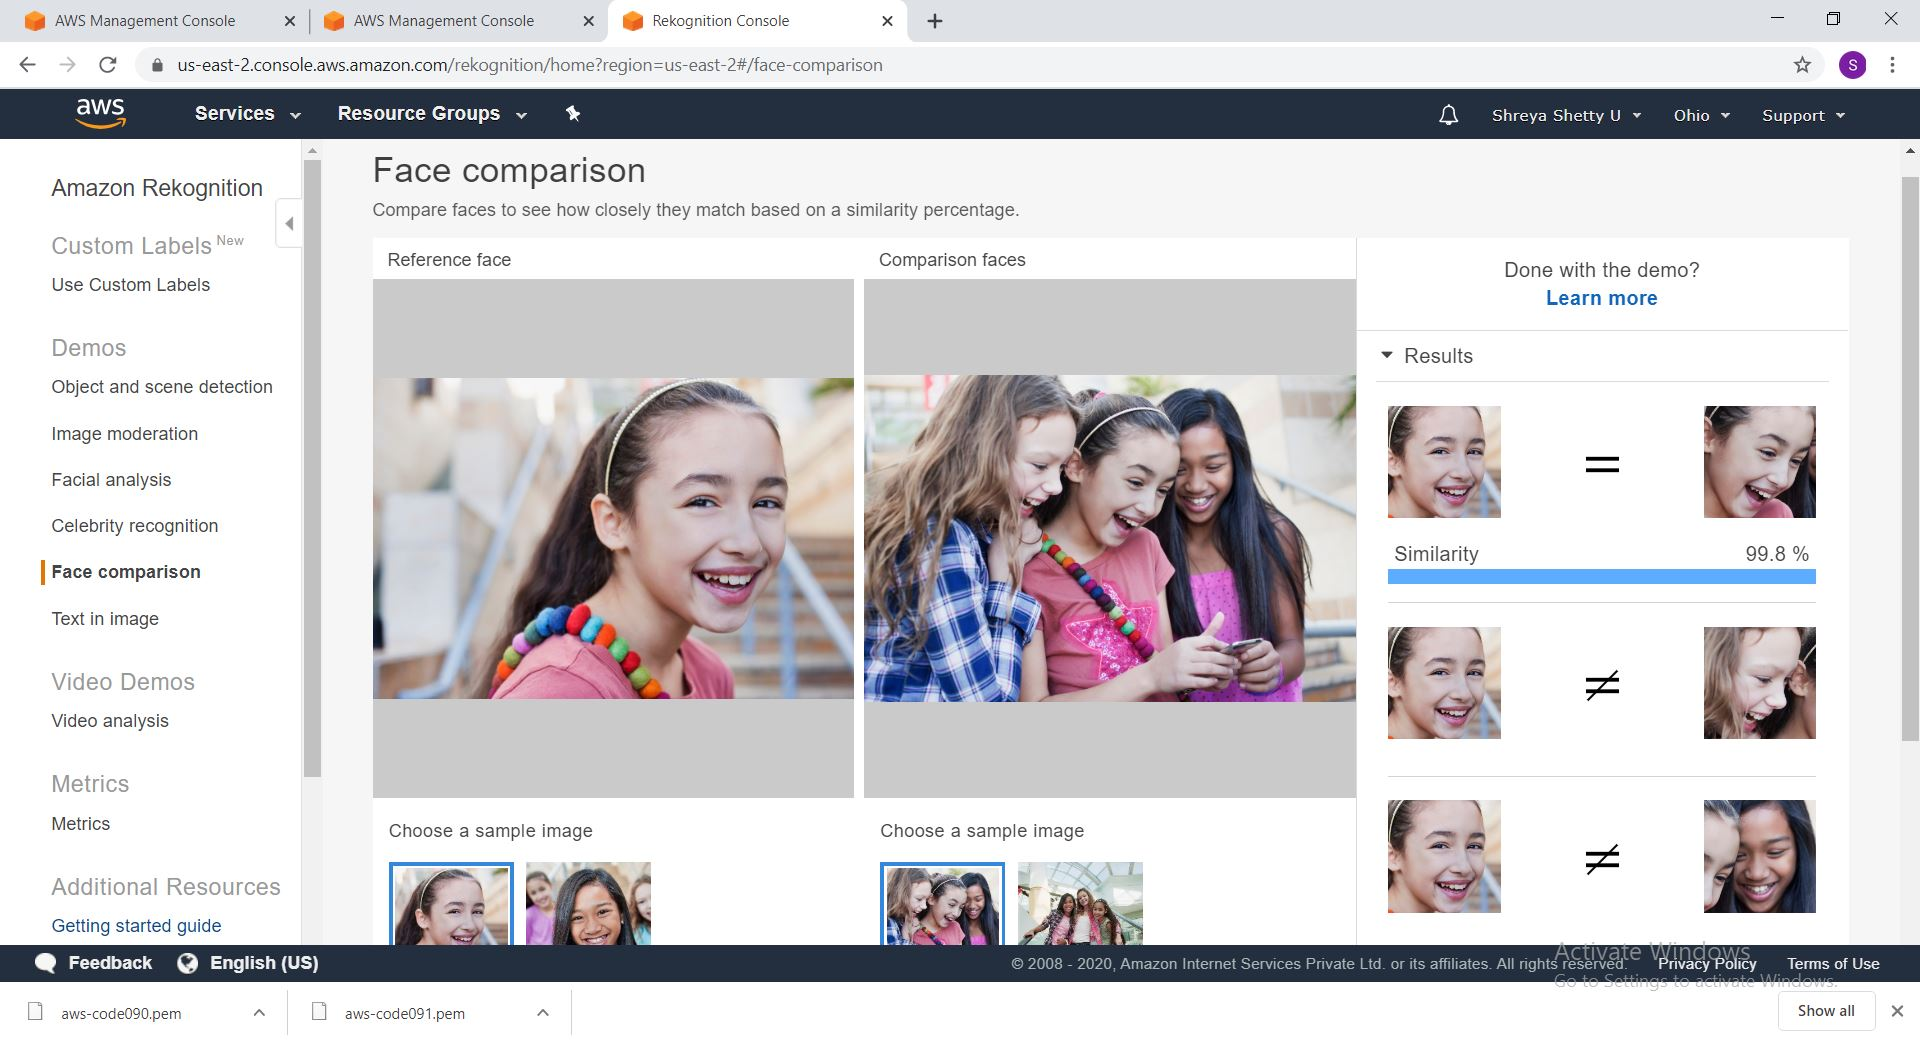 AWS Management Console
AWS Management Console
Rekognition Console
us-east-2.console.aws.amazon.com/rekognition/home?region=us-east-2#/face-comparison
S
aws
Services
Resource Groups
Shreya Shetty U
Ohio
Support
Amazon Rekognition
Custom Labels New
Use Custom Labels
Demos
Object and scene detection
Image moderation
Facial analysis
Celebrity recognition
Face comparison
Text in image
Video Demos
Video analysis
Metrics
Metrics
Additional Resources
Getting started guide
Face comparison
Compare faces to see how closely they match based on a similarity percentage.
Reference face
Comparison faces
Choose a sample image
Choose a sample image
Done with the demo?
Learn more
Results
=
Similarity 99.8 %
≠
≠
Feedback
English (US)
© 2008 - 2020, Amazon Internet Services Private Ltd. or its affiliates. All rights reserved.
Privacy Policy
Terms of Use
Activate Windows
Go to Settings to activate Windows.
aws-code090.pem
aws-code091.pem
Show all